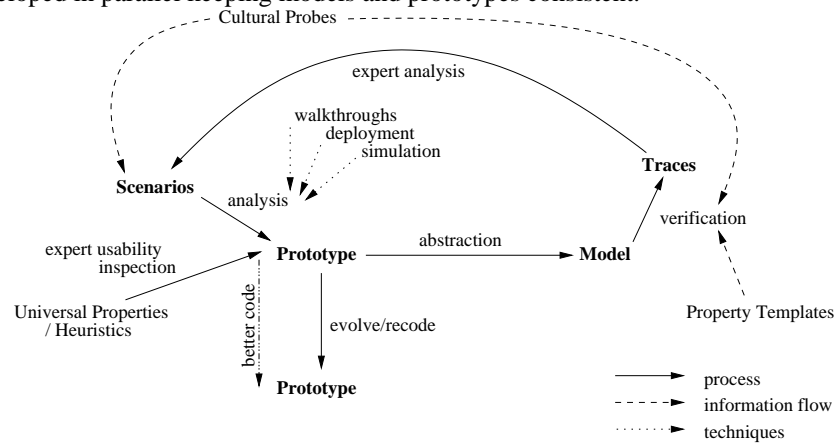 eloped in parallel keeping models and prototypes consistent.
Cultural Probes
expert analysis
walkthroughs
deployment
simulation
Traces
Scenarios
analysis
verification
expert usability
inspection
Prototype
abstraction
Model
Universal Properties
/ Heuristics
better code
evolve/recode
Property Templates
Prototype
process
information flow
techniques